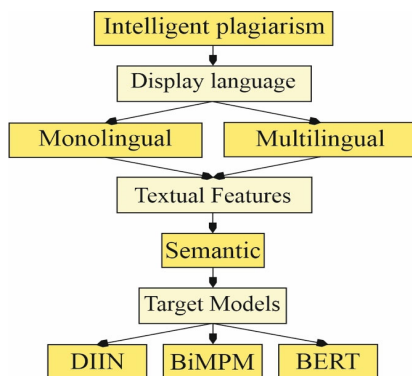 Intelligent plagiarism
Display language
Monolingual
Multilingual
Textual Features
Semantic
Target Models
DIIN
BiMPM
BERT